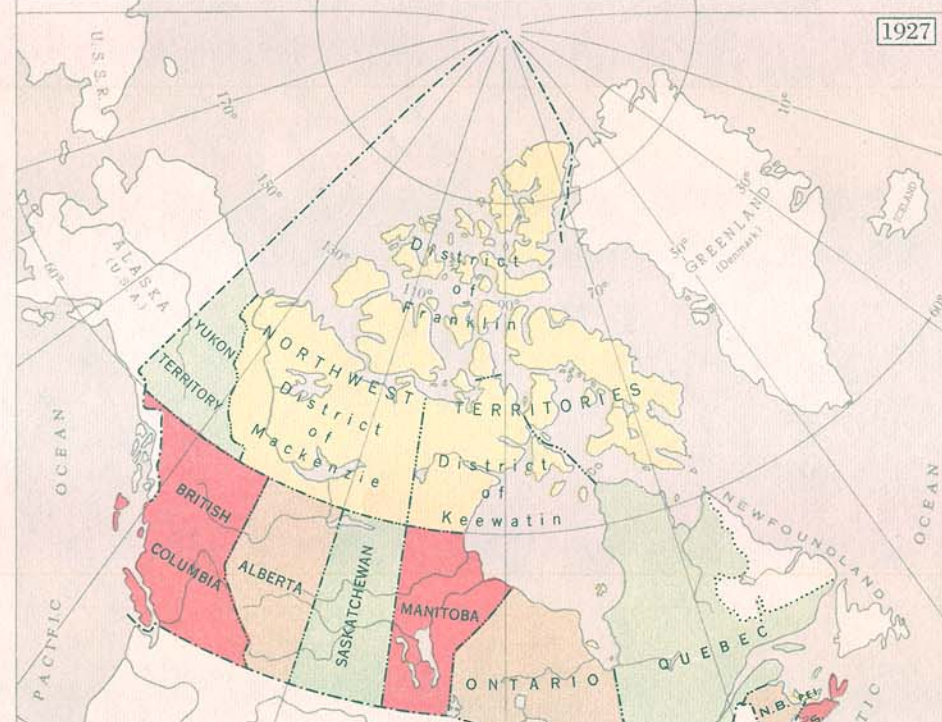 1927
U.S.S.R.
170°
10°
150°
30°
ICELAND
GREENLAND
(Denmark)
50°
ALASKA
(U.S.A)
130°
District
of
Franklin
110°
90°
70°
60°
60°
YUKON
TERRITORY
NORTHWEST TERRITORIES
District
of
Mackenzie
District
of
Keewatin
PACIFIC OCEAN
BRITISH
COLUMBIA
ALBERTA
SASKATCHEWAN
MANITOBA
ONTARIO
QUEBEC
NEWFOUNDLAND
OCEAN
N.B.
P.E.I.